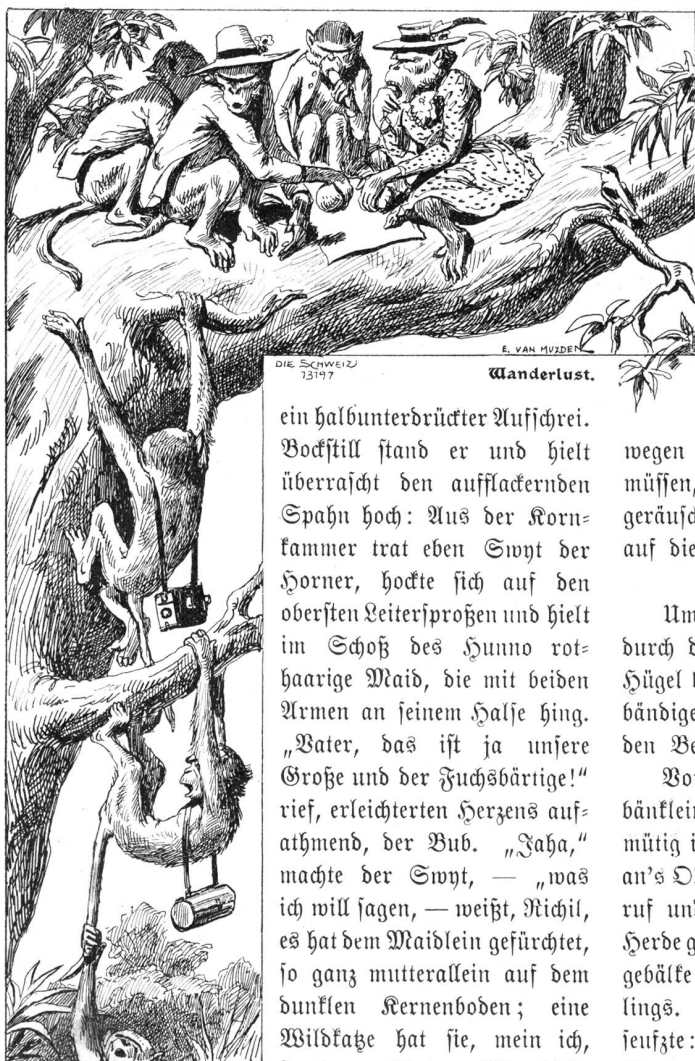 E. VAN MUYDEN
DIE SCHWEIZ
13197
Wanderlust.
ein halbunterdrückter Aufschrei.
Bockstill stand er und hielt
überrascht den aufflackernden
Spahn hoch: Aus der Korn-
kammer trat eben Swyt der
Horner, hockte sich auf den
obersten Leitersproßen und hielt
im Schoß des Hunno rot-
haarige Maid, die mit beiden
Armen an seinem Halse hing.
„Vater, das ist ja unsere
Große und der Fuchsbärtige!“
rief, erleichterten Herzens auf-
athmend, der Bub. „Jaha,“
machte der Swyt, — „was
ich will sagen, — weißt, Richil,
es hat dem Maidlein gefürchtet,
so ganz mutterallein auf dem
dunklen Kernenboden; eine
Wildkatze hat sie, mein ich,
wegen
müssen,
geräusch
auf die
Um
durch d
Hügel
bändige
den Be
Vo
bänklein
mütig i
an's O
ruf un
Herde g
gebälke
lings.
seufzte: